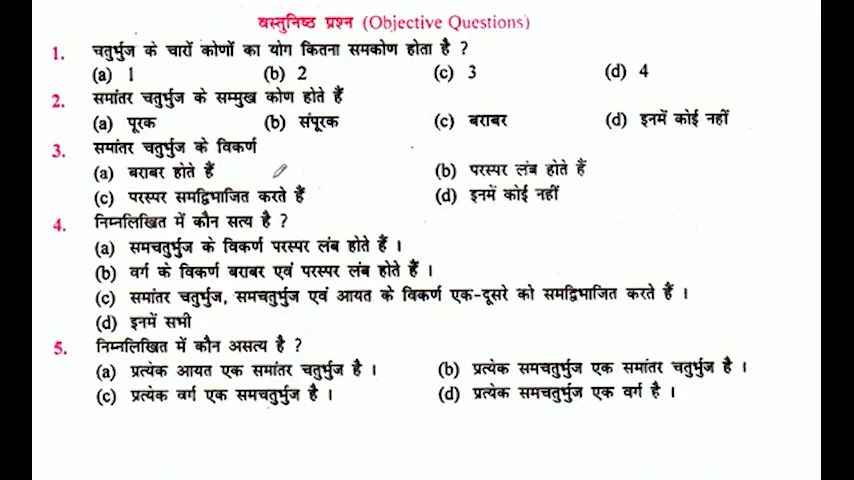 वस्तुनिष्ठ प्रश्न (Objective Questions)
1. चतुर्भुज के चारों कोणों का योग कितना समकोण होता है ?
(a) 1 (b) 2 (c) 3 (d) 4
2. समांतर चतुर्भुज के सम्मुख कोण होते हैं
(a) पूरक (b) संपूरक (c) बराबर (d) इनमें कोई नहीं
3. समांतर चतुर्भुज के विकर्ण
(a) बराबर होते हैं (b) परस्पर लंब होते हैं
(c) परस्पर समद्विभाजित करते हैं (d) इनमें कोई नहीं
4. निम्नलिखित में कौन सत्य है ?
(a) समचतुर्भुज के विकर्ण परस्पर लंब होते हैं ।
(b) वर्ग के विकर्ण बराबर एवं परस्पर लंब होते हैं ।
(c) समांतर चतुर्भुज, समचतुर्भुज एवं आयत के विकर्ण एक-दूसरे को समद्विभाजित करते हैं ।
(d) इनमें सभी
5. निम्नलिखित में कौन असत्य है ?
(a) प्रत्येक आयत एक समांतर चतुर्भुज है । (b) प्रत्येक समचतुर्भुज एक समांतर चतुर्भुज है ।
(c) प्रत्येक वर्ग एक समचतुर्भुज है । (d) प्रत्येक समचतुर्भुज एक वर्ग है ।